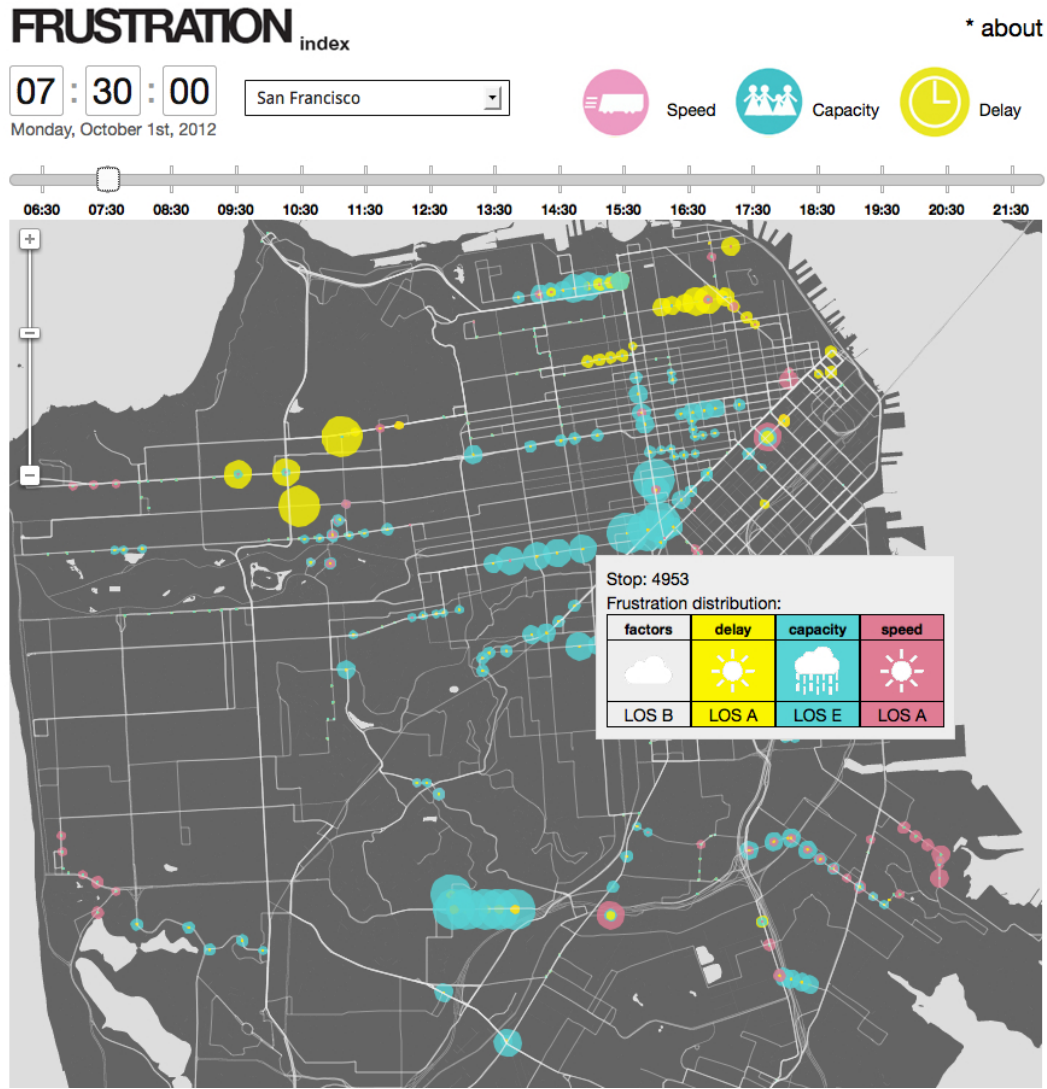 FRUSTRATION index
* about
07 : 30 : 00
San Francisco
Speed
Capacity
Delay
Monday, October 1st, 2012
06:30 07:30 08:30 09:30 10:30 11:30 12:30 13:30 14:30 15:30 16:30 17:30 18:30 19:30 20:30 21:30
Stop: 4953
Frustration distribution:
factors delay capacity speed
LOS B LOS A LOS E LOS A